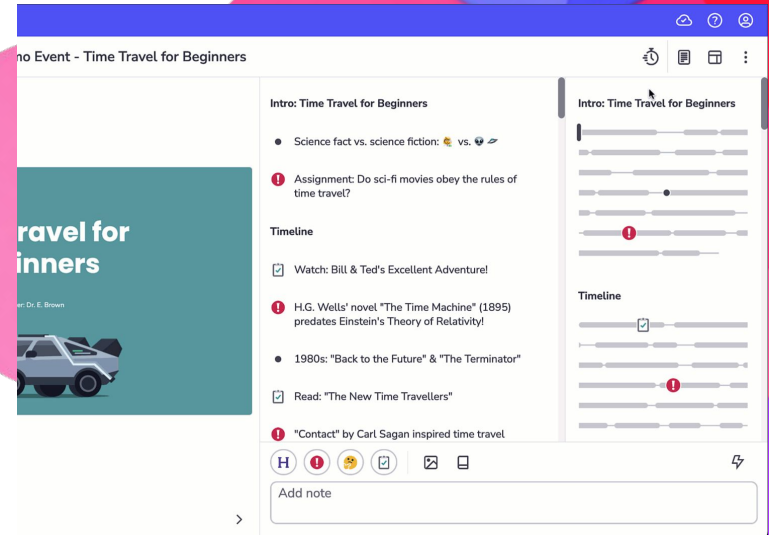 no Event - Time Travel for Beginners
Intro: Time Travel for Beginners
Science fact vs. science fiction: vs.
Assignment: Do sci-fi movies obey the rules of
time travel?
Timeline
Watch: Bill & Ted's Excellent Adventure!
H.G. Wells' novel "The Time Machine" (1895)
predates Einstein's Theory of Relativity!
1980s: "Back to the Future" & "The Terminator"
Read: "The New Time Travellers"
"Contact" by Carl Sagan inspired time travel
H
Add note
ravel for
inners
er: Dr. E. Brown
Intro: Time Travel for Beginners
Timeline